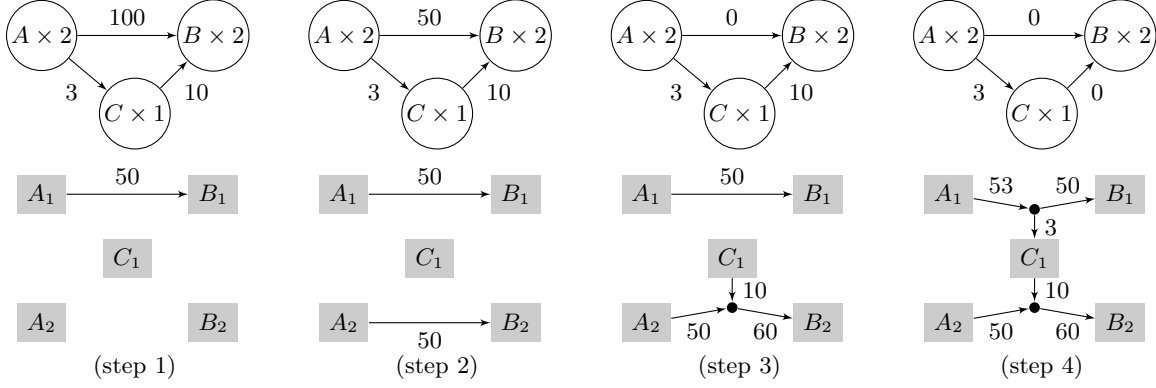 A × 2 100 B × 2
3 C × 1 10
50
A₁ B₁
C₁
A₂ B₂
(step 1)
A × 2 50 B × 2
3 C × 1 10
50
A₁ B₁
C₁
A₂ B₂
50
(step 2)
A × 2 0 B × 2
3 C × 1 10
50
A₁ B₁
C₁
10
A₂ B₂
50 60
(step 3)
A × 2 0 B × 2
3 C × 1 0
53 50
A₁ B₁
3
C₁
10
A₂ B₂
50 60
(step 4)